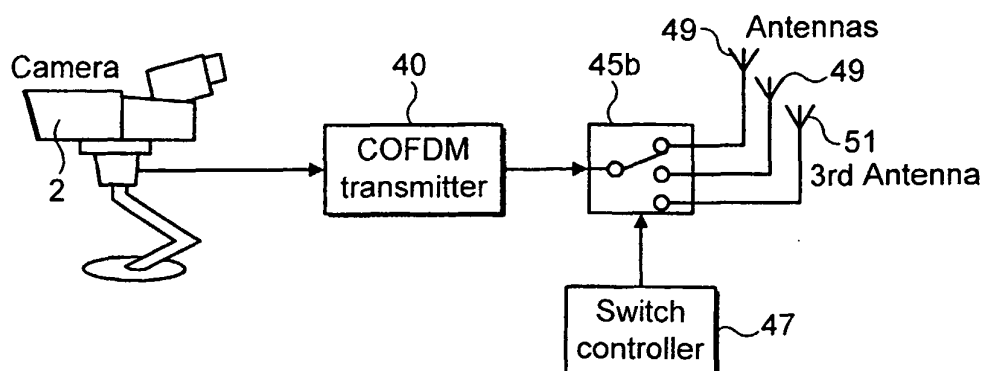 49
Antennas
Camera
40
45b
49
2
COFDM
transmitter
51
3rd Antenna
Switch
controller
47